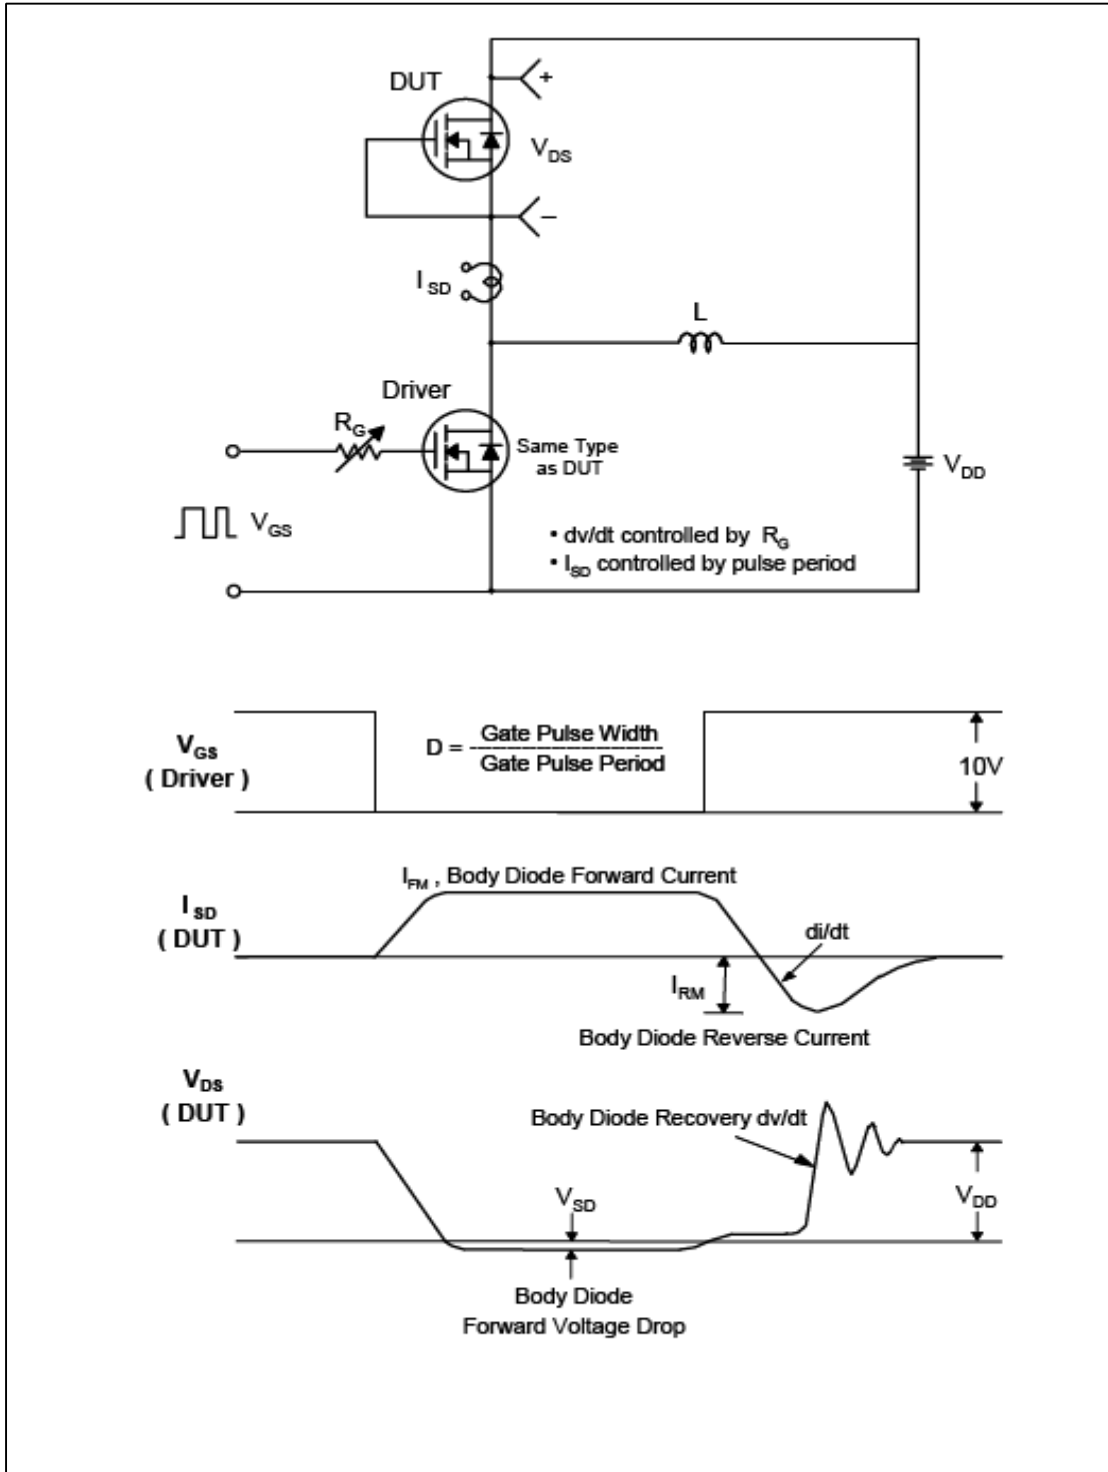 DUT
+
V_DS
−
I_SD
L
Driver
R_G
Same Type
as DUT
V_DD
V_GS
• dv/dt controlled by R_G
• I_SD controlled by pulse period
V_GS
( Driver )
D = Gate Pulse Width
Gate Pulse Period
10V
I_FM , Body Diode Forward Current
I_SD
( DUT )
di/dt
I_RM
Body Diode Reverse Current
V_DS
( DUT )
Body Diode Recovery dv/dt
V_SD
V_DD
Body Diode
Forward Voltage Drop